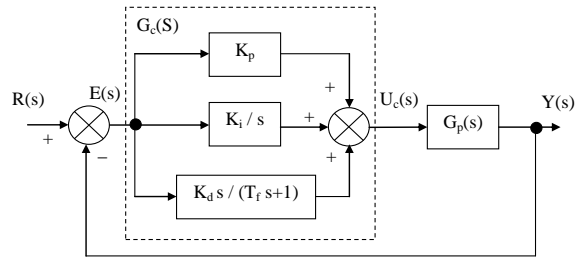 G_c(S)
K_p
R(s)
E(s)
+
+
−
K_i / s
+
+
U_c(s)
G_p(s)
Y(s)
K_d s / (T_f s+1)